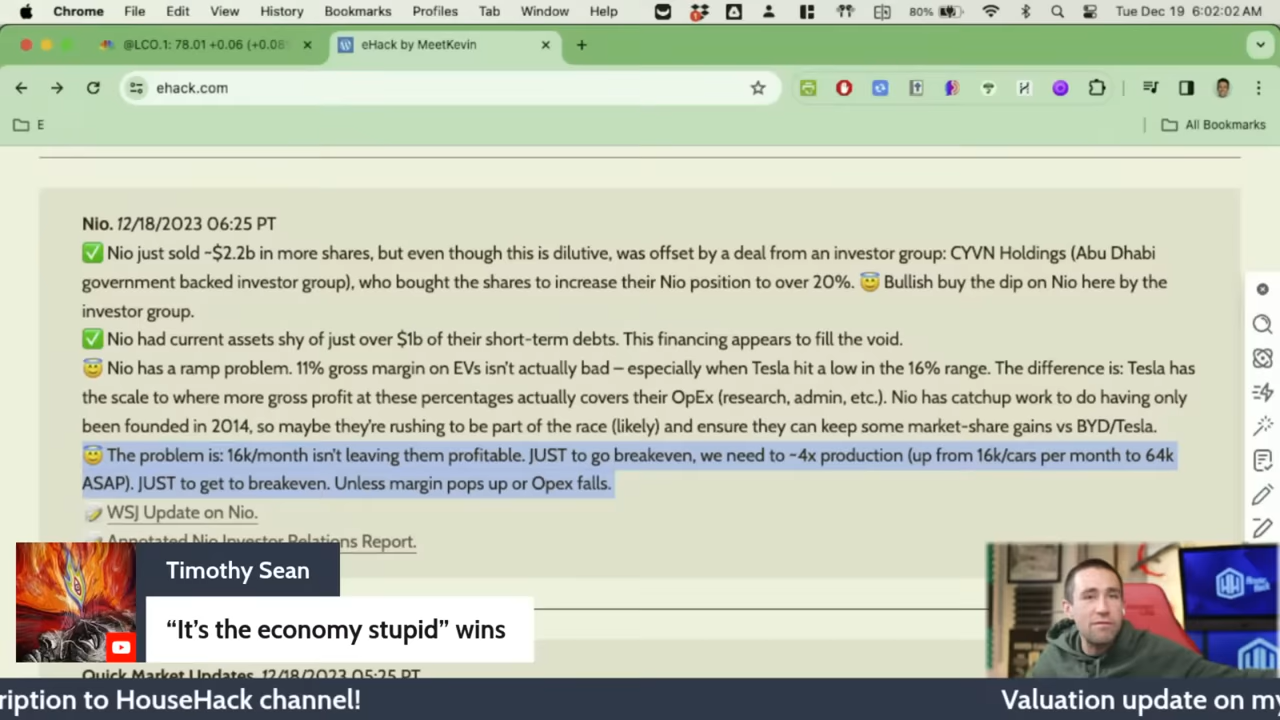 Chrome File Edit View History Bookmarks Profiles Tab Window Help 80% Tue Dec 19 6:02:02 AM
@LCO.1: 78.01 +0.06 (+0.08 eHack by MeetKevin
ehack.com
E All Bookmarks
Nio. 12/18/2023 06:25 PT
✅ Nio just sold ~$2.2b in more shares, but even though this is dilutive, was offset by a deal from an investor group: CYVN Holdings (Abu Dhabi
government backed investor group), who bought the shares to increase their Nio position to over 20%. 😇 Bullish buy the dip on Nio here by the
investor group.
✅ Nio had current assets shy of just over $1b of their short-term debts. This financing appears to fill the void.
😇 Nio has a ramp problem. 11% gross margin on EVs isn't actually bad – especially when Tesla hit a low in the 16% range. The difference is: Tesla has
the scale to where more gross profit at these percentages actually covers their OpEx (research, admin, etc.). Nio has catchup work to do having only
been founded in 2014, so maybe they're rushing to be part of the race (likely) and ensure they can keep some market-share gains vs BYD/Tesla.
😇 The problem is: 16k/month isn't leaving them profitable. JUST to go breakeven, we need to ~4x production (up from 16k/cars per month to 64k
ASAP). JUST to get to breakeven. Unless margin pops up or Opex falls.
📝 WSJ Update on Nio.
📝 Annotated Nio Investor Relations Report.
Timothy Sean
“It's the economy stupid” wins
Quick Market Updates. 12/18/2023 05:25 PT
ription to HouseHack channel! Valuation update on my